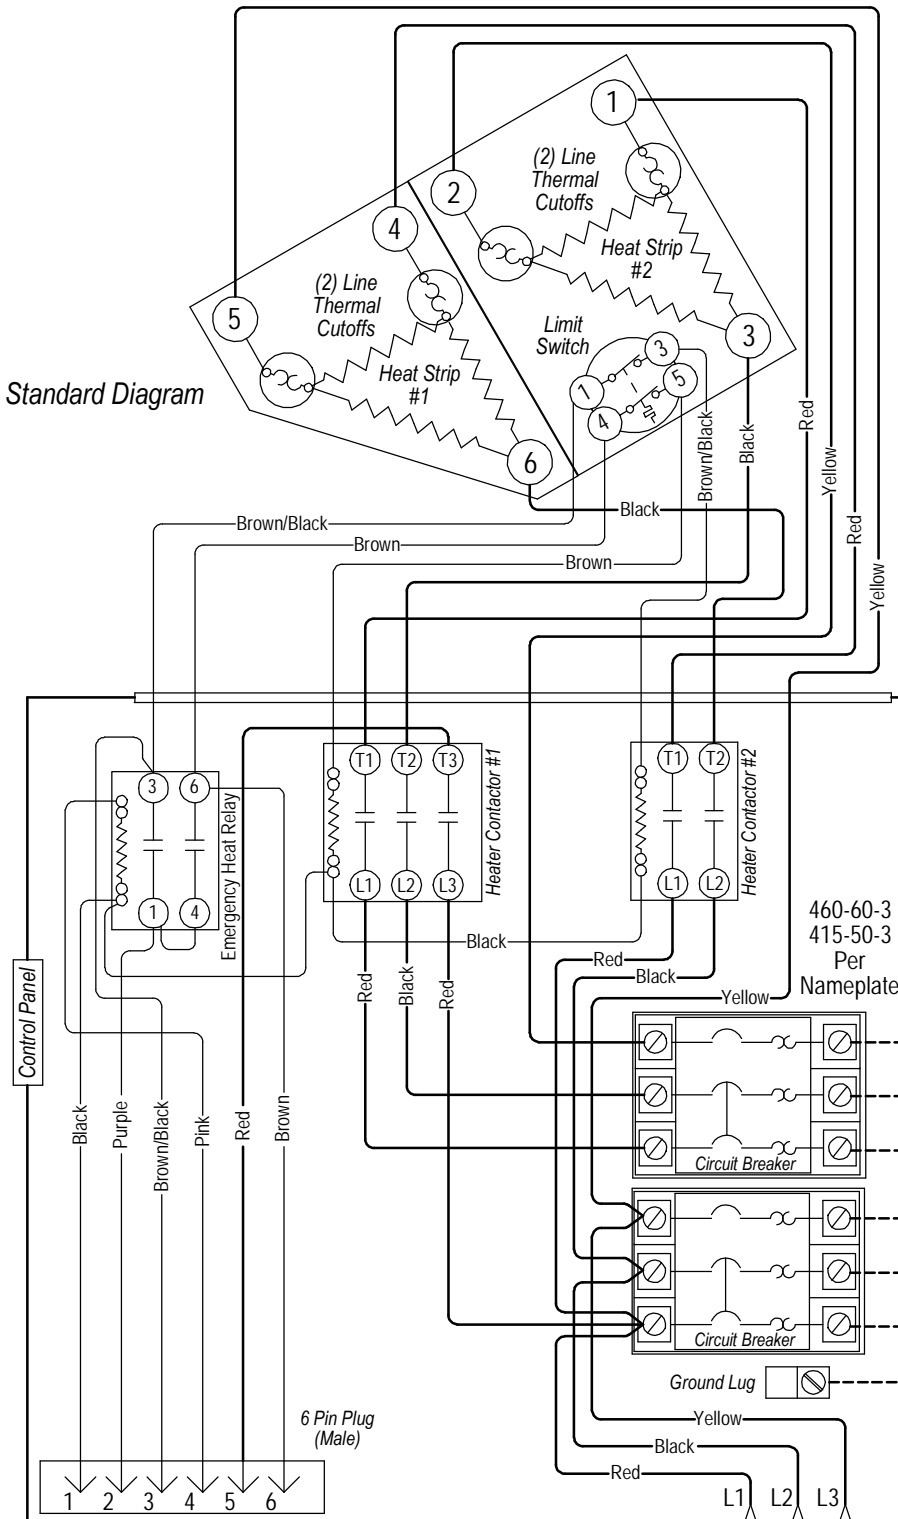 5
4
2
1
(2) Line
Thermal
Cutoffs
2
4
(2) Line
Thermal
Cutoffs
Heat Strip
#2
5
Limit
Switch
3
3
Heat Strip
#1
1
5
4
Standard Diagram
6
Red
Black
Brown/Black
Yellow
Black
Red
Brown/Black
Brown
Brown
Yellow
3
6
Emergency Heat Relay
1
4
T1
T2
T3
Heater Contactor #1
L1
L2
L3
T1
T2
Heater Contactor #2
L1
L2
460-60-3
415-50-3
Per
Nameplate
Black
Red
Black
Yellow
Red
Black
Red
Control Panel
Circuit Breaker
Black
Purple
Brown/Black
Pink
Red
Brown
Circuit Breaker
Ground Lug
6 Pin Plug
(Male)
Yellow
Black
Red
1 2 3 4 5 6
L1 L2 L3